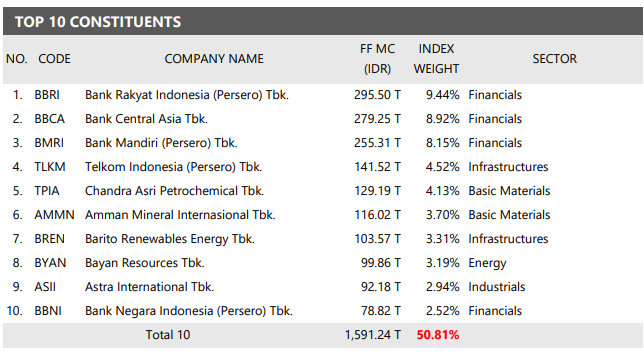 TOP 10 CONSTITUENTS
NO. CODE COMPANY NAME FF MC (IDR) INDEX WEIGHT SECTOR
1. BBRI Bank Rakyat Indonesia (Persero) Tbk. 295.50 T 9.44% Financials
2. BBCA Bank Central Asia Tbk. 279.25 T 8.92% Financials
3. BMRI Bank Mandiri (Persero) Tbk. 255.31 T 8.15% Financials
4. TLKM Telkom Indonesia (Persero) Tbk. 141.52 T 4.52% Infrastructures
5. TPIA Chandra Asri Petrochemical Tbk. 129.19 T 4.13% Basic Materials
6. AMMN Amman Mineral Internasional Tbk. 116.02 T 3.70% Basic Materials
7. BREN Barito Renewables Energy Tbk. 103.57 T 3.31% Infrastructures
8. BYAN Bayan Resources Tbk. 99.86 T 3.19% Energy
9. ASII Astra International Tbk. 92.18 T 2.94% Industrials
10. BBNI Bank Negara Indonesia (Persero) Tbk. 78.82 T 2.52% Financials
Total 10 1,591.24 T 50.81%